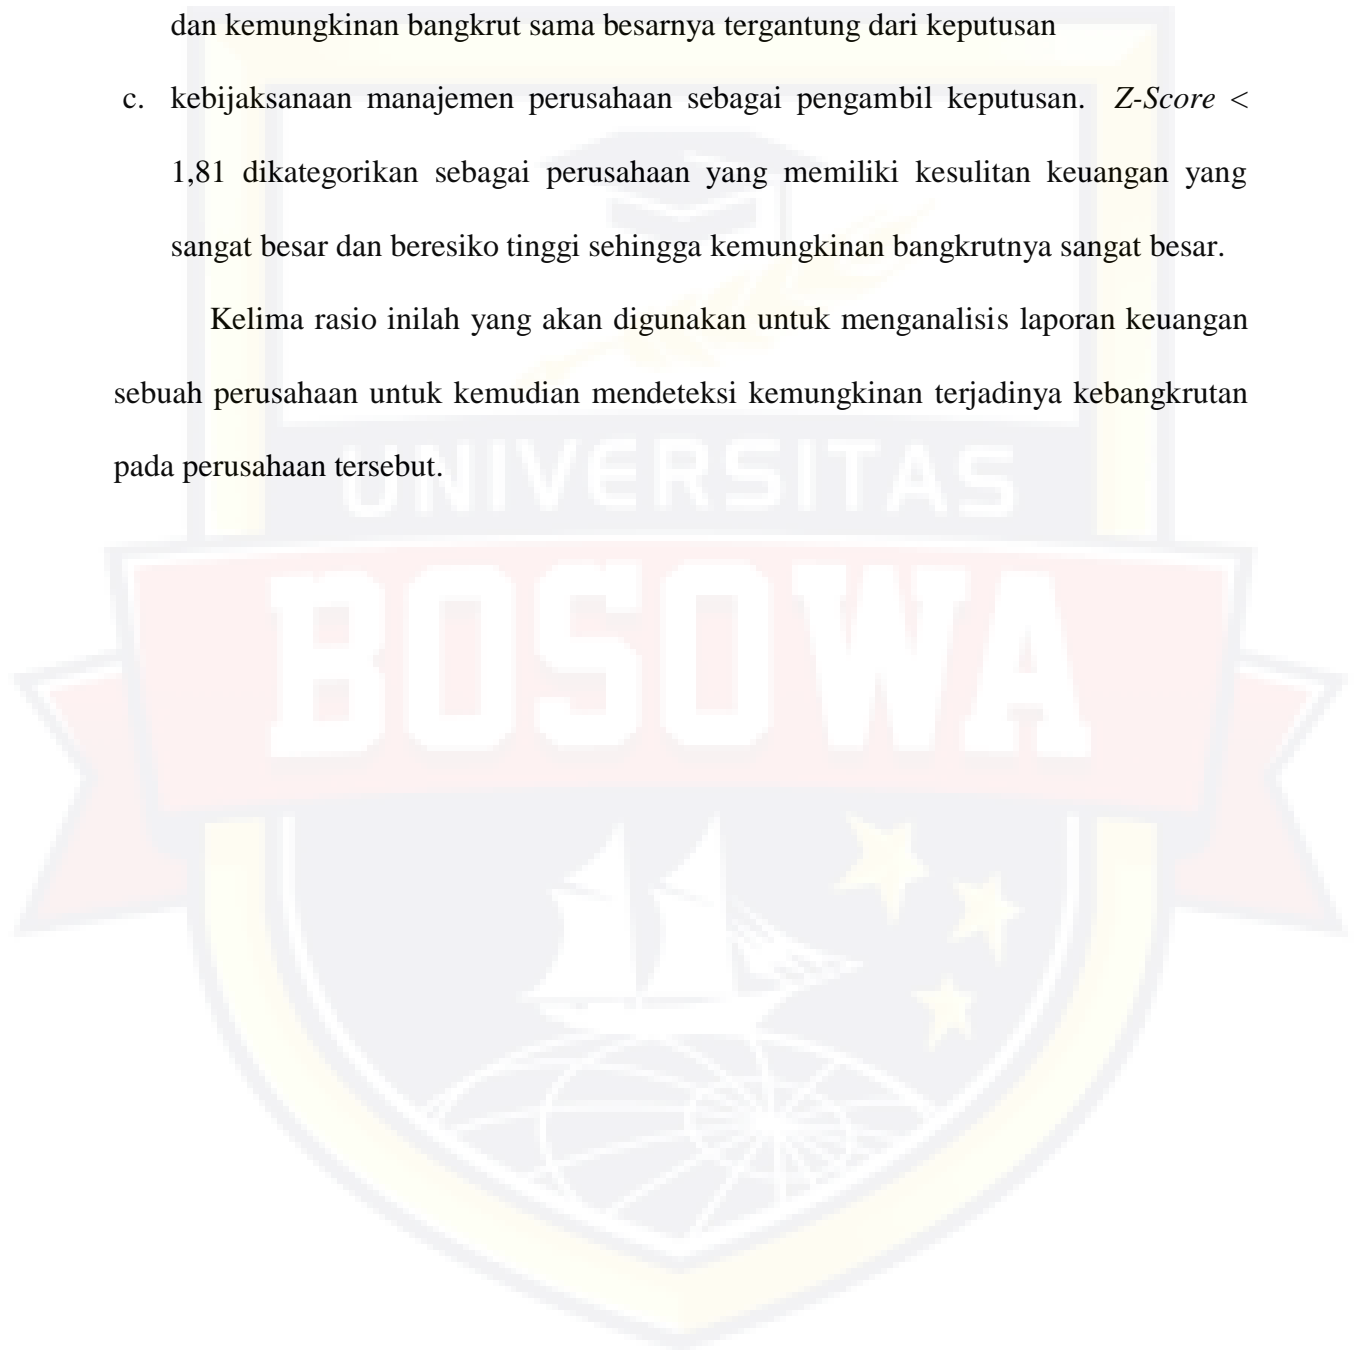 dan kemungkinan bangkrut sama besarnya tergantung dari keputusan
c. kebijaksanaan manajemen perusahaan sebagai pengambil keputusan. Z-Score <
1,81 dikategorikan sebagai perusahaan yang memiliki kesulitan keuangan yang
sangat besar dan beresiko tinggi sehingga kemungkinan bangkrutnya sangat besar.
Kelima rasio inilah yang akan digunakan untuk menganalisis laporan keuangan
sebuah perusahaan untuk kemudian mendeteksi kemungkinan terjadinya kebangkrutan
pada perusahaan tersebut.
UNIVERSITAS
BOSOWA